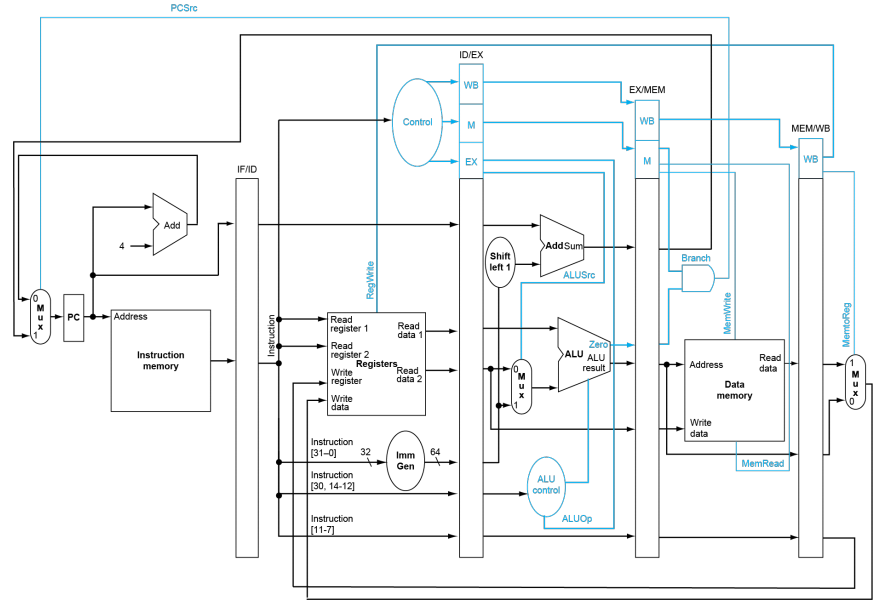 PCSrc
ID/EX
WB
EX/MEM
Control
M
WB
MEM/WB
EX
M
WB
IF/ID
Add
4
Shift
left 1
Add Sum
Branch
ALUSrc
RegWrite
MemWrite
MemtoReg
0
M
u
x
1
PC
Address
Instruction
memory
Instruction
Read
register 1
Read
register 2
Write
register
Write
data
Registers
Read
data 1
Read
data 2
0
M
u
x
1
Zero
ALU
ALU
result
Address
Read
data
Data
memory
Write
data
1
M
u
x
0
MemRead
Instruction
[31–0]
32
Imm
Gen
64
Instruction
[30, 14-12]
ALU
control
Instruction
[11-7]
ALUOp